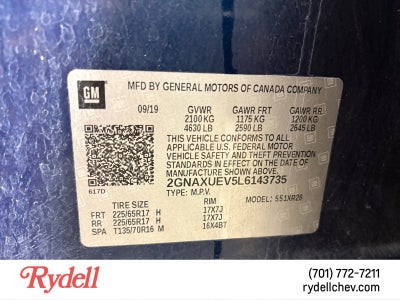 GM
MFD BY GENERAL MOTORS OF CANADA COMPANY
09/19 GVWR GAWR FRT GAWR RR
2100 KG 1175 KG 1200 KG
4630 LB 2590 LB 2645 LB
THIS VEHICLE CONFORMS TO ALL
APPLICABLE U.S. FEDERAL MOTOR
VEHICLE SAFETY AND THEFT PREVENTION
STANDARDS IN EFFECT ON THE DATE OF
MANUFACTURE SHOWN ABOVE.
617D 2GNAXUEV5L6143735
TYPE: M.P.V. MODEL: 551XR26
TIRE SIZE RIM
FRT 225/65R17 H 17X7J
RR 225/65R17 H 17X7J
SPA T135/70R16 M 16X4BT
Rydell
(701) 772-7211
rydellchev.com